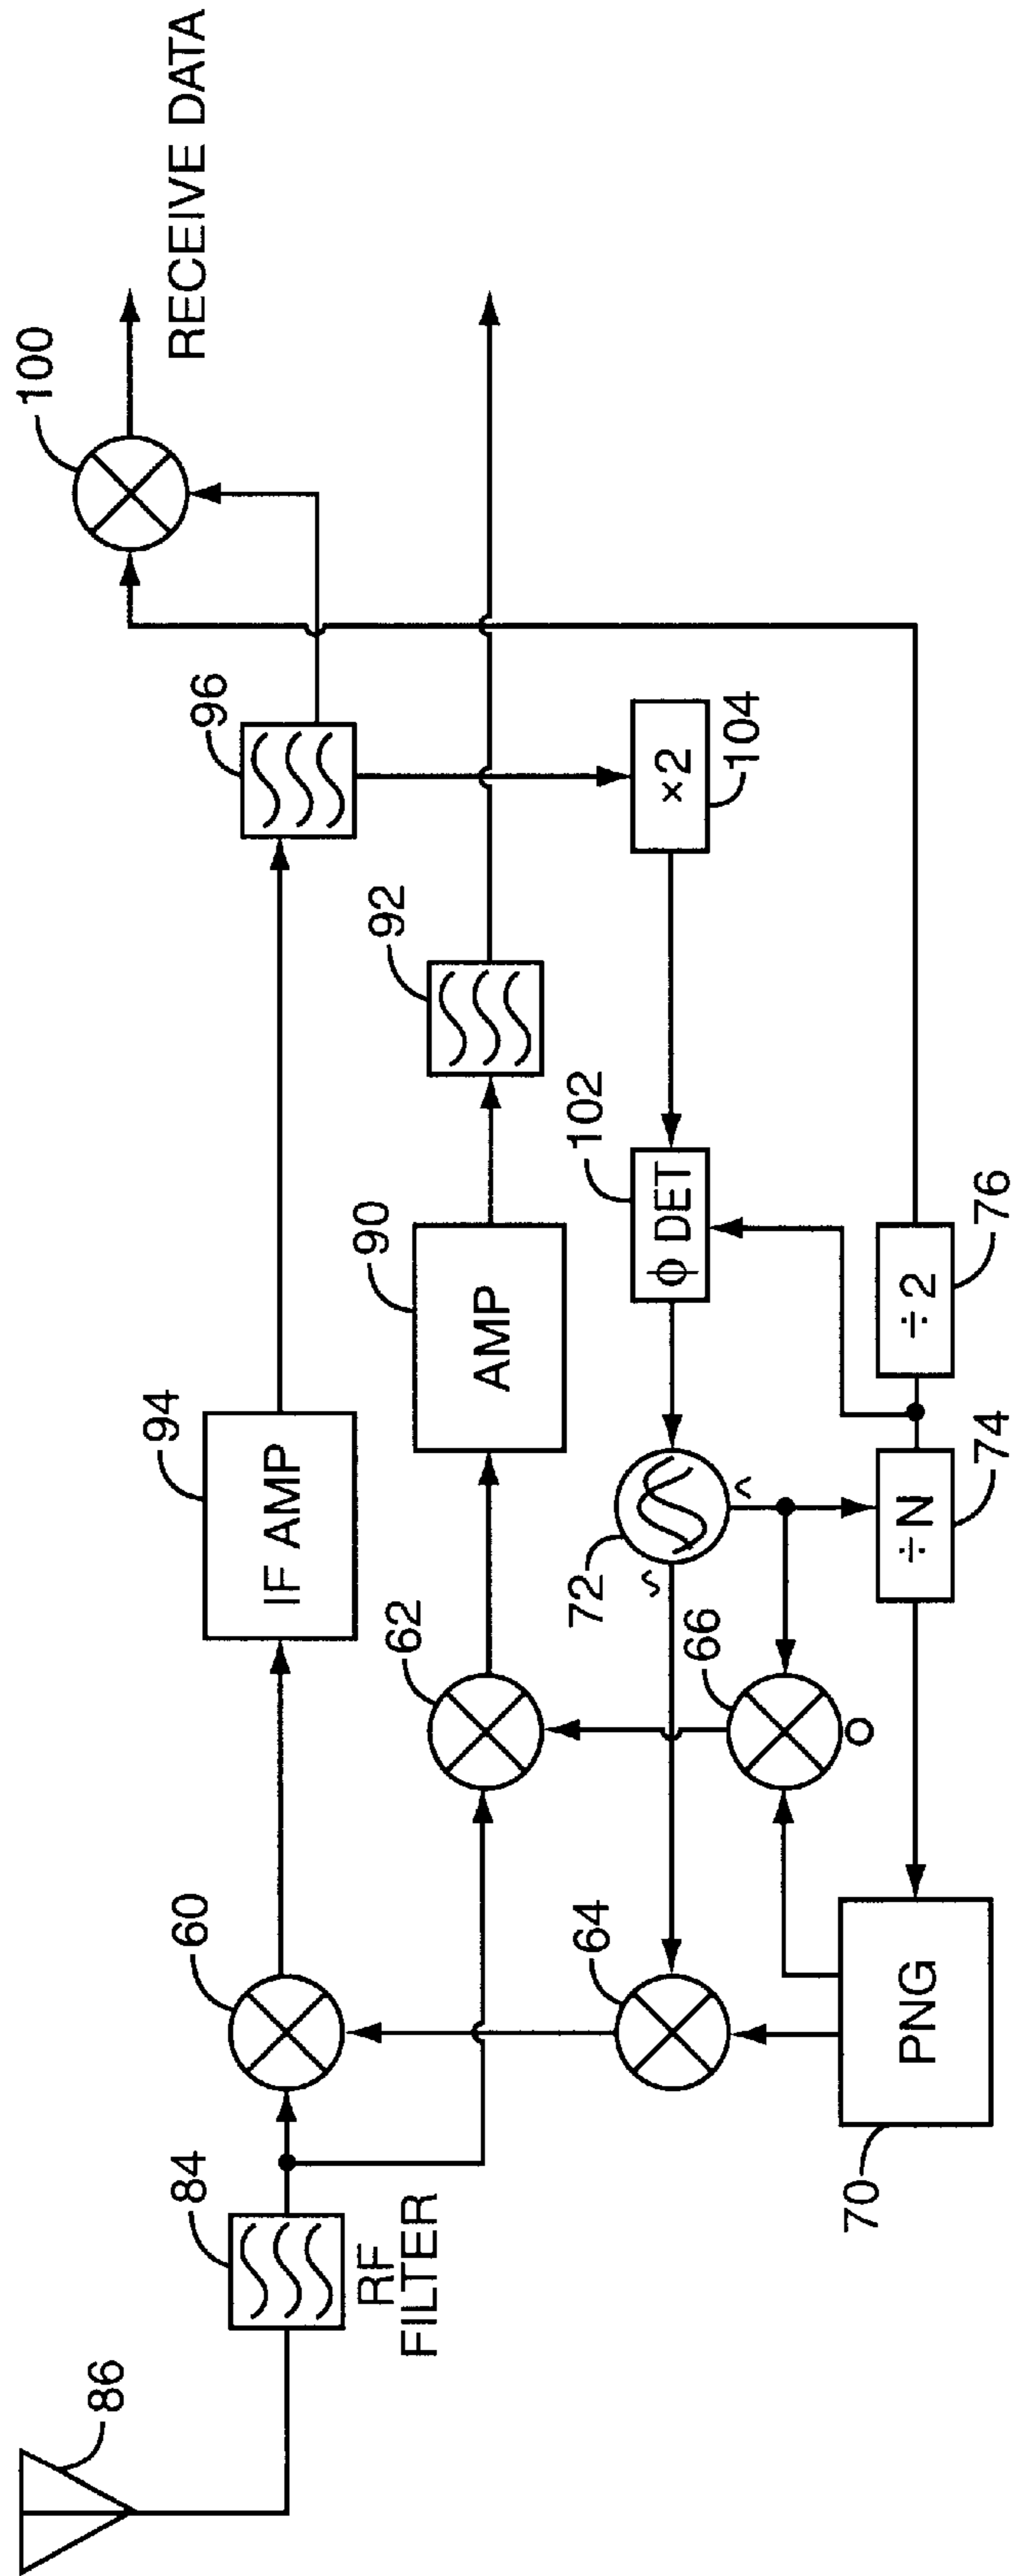 100
RECEIVE DATA
96
94
IF AMP
60
84
RF
FILTER
86
92
90
AMP
62
×2
104
102
ϕ DET
72
64
66
÷2
76
÷N
74
PNG
70